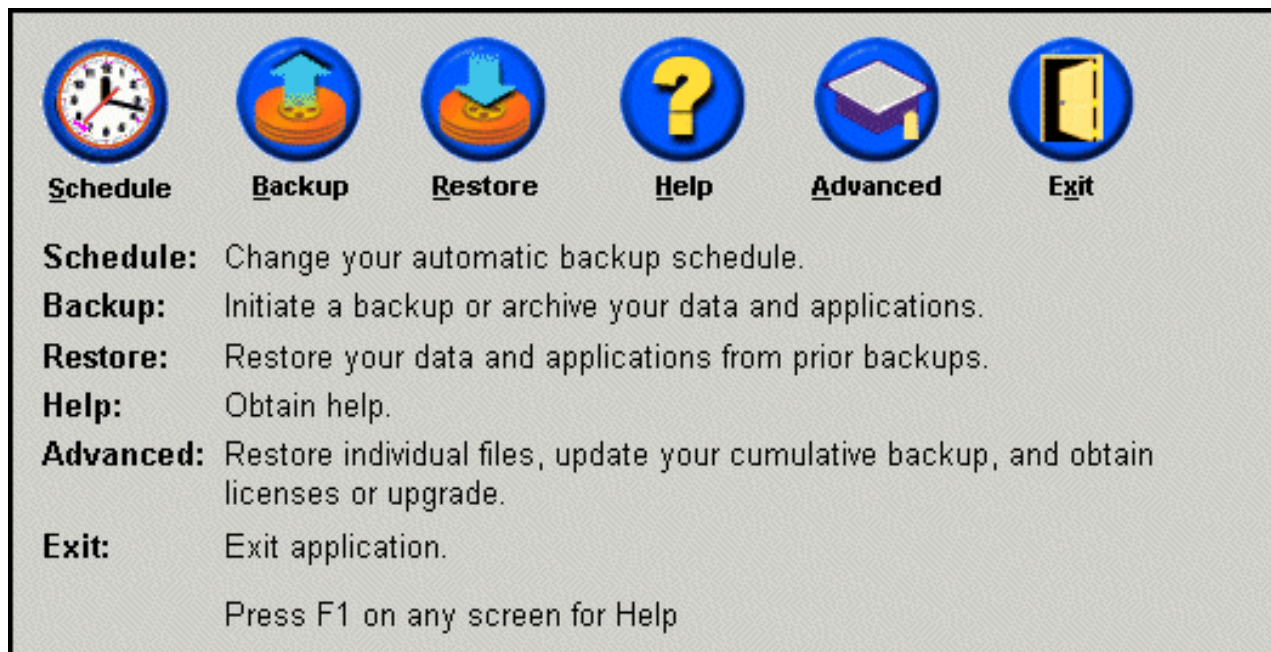 Schedule Backup Restore Help Advanced Exit
Schedule: Change your automatic backup schedule.
Backup: Initiate a backup or archive your data and applications.
Restore: Restore your data and applications from prior backups.
Help: Obtain help.
Advanced: Restore individual files, update your cumulative backup, and obtain
licenses or upgrade.
Exit: Exit application.
Press F1 on any screen for Help